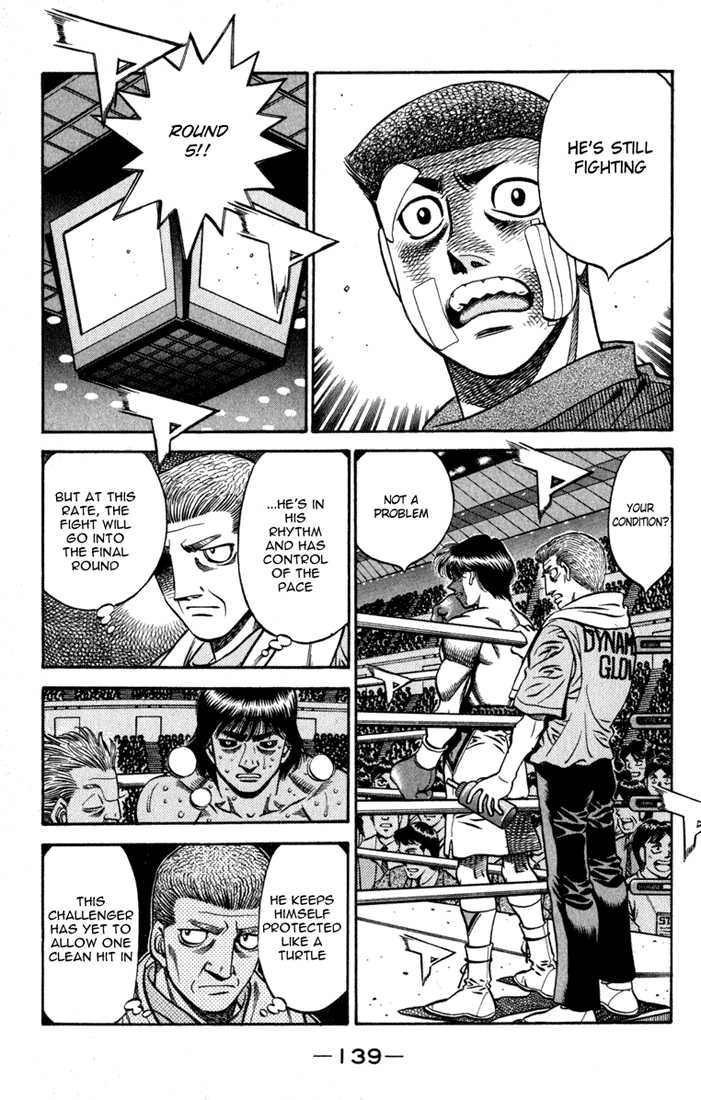 HE'S STILL
FIGHTING
ROUND
5!!
YOUR
CONDITION?
NOT A
PROBLEM
DYNAM
GLOV
...HE'S IN
HIS
RHYTHM
AND HAS
CONTROL
OF THE
PACE
BUT AT THIS
RATE, THE
FIGHT WILL
GO INTO
THE FINAL
ROUND
HE KEEPS
HIMSELF
PROTECTED
LIKE A
TURTLE
THIS
CHALLENGER
HAS YET TO
ALLOW ONE
CLEAN HIT IN
—139—